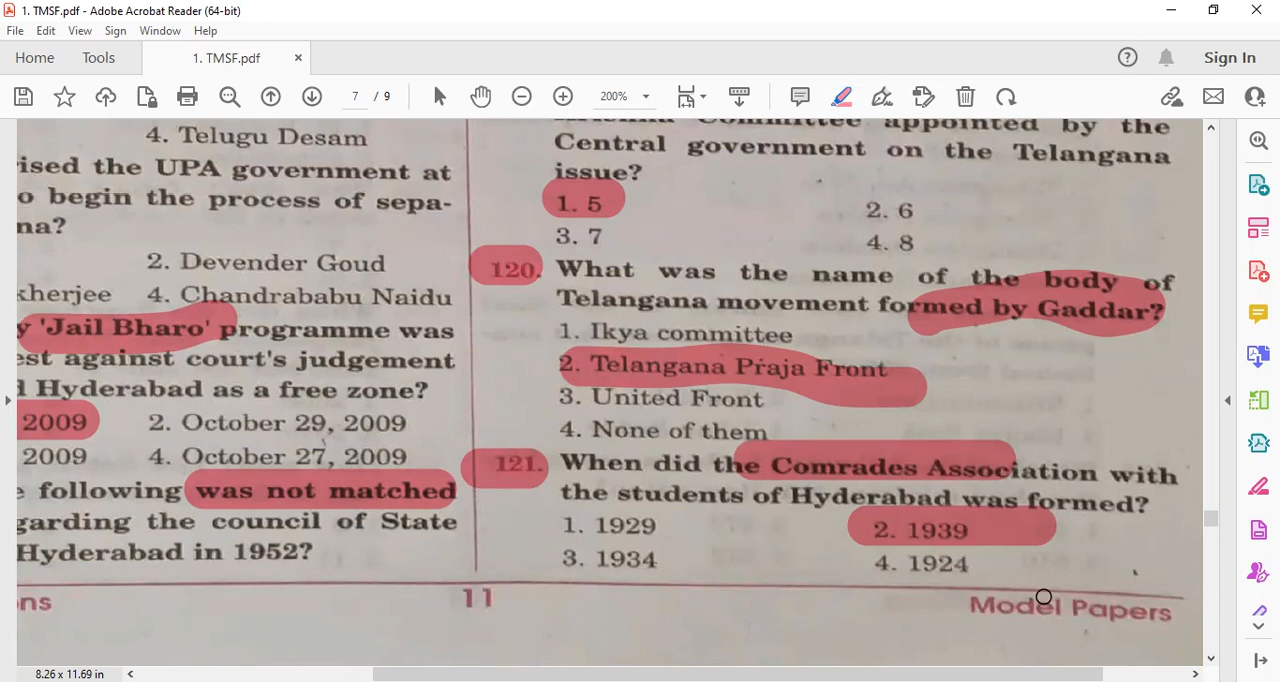 1. TMSF.pdf - Adobe Acrobat Reader (64-bit)
File Edit View Sign Window Help
Home Tools 1. TMSF.pdf × Sign In
7 / 9 200%
4. Telugu Desam
ised the UPA government at
o begin the process of sepa-
na?
2. Devender Goud
kherjee 4. Chandrababu Naidu
y 'Jail Bharo' programme was
est against court's judgement
d Hyderabad as a free zone?
2009 2. October 29, 2009
2009 4. October 27, 2009
e following was not matched
garding the council of State
Hyderabad in 1952?
Committee appointed by the
Central government on the Telangana
issue?
1. 5 2. 6
3. 7 4. 8
120. What was the name of the body of
Telangana movement formed by Gaddar?
1. Ikya committee
2. Telangana Praja Front
3. United Front
4. None of them
121. When did the Comrades Association with
the students of Hyderabad was formed?
1. 1929 2. 1939
3. 1934 4. 1924
ns 11 Model Papers
8.26 x 11.69 in